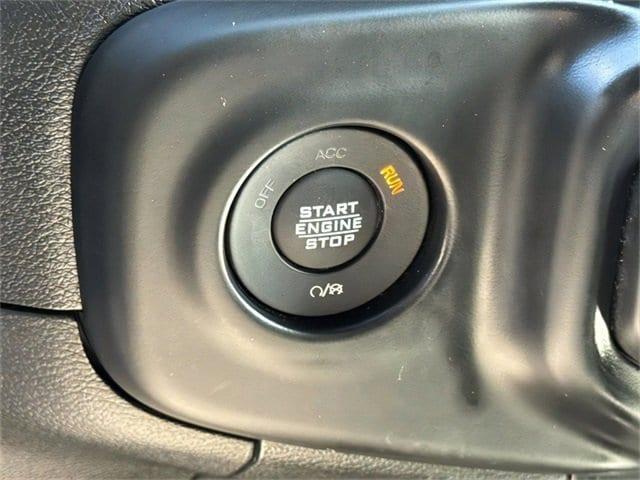 OFF
ACC
RUN
START
ENGINE
STOP